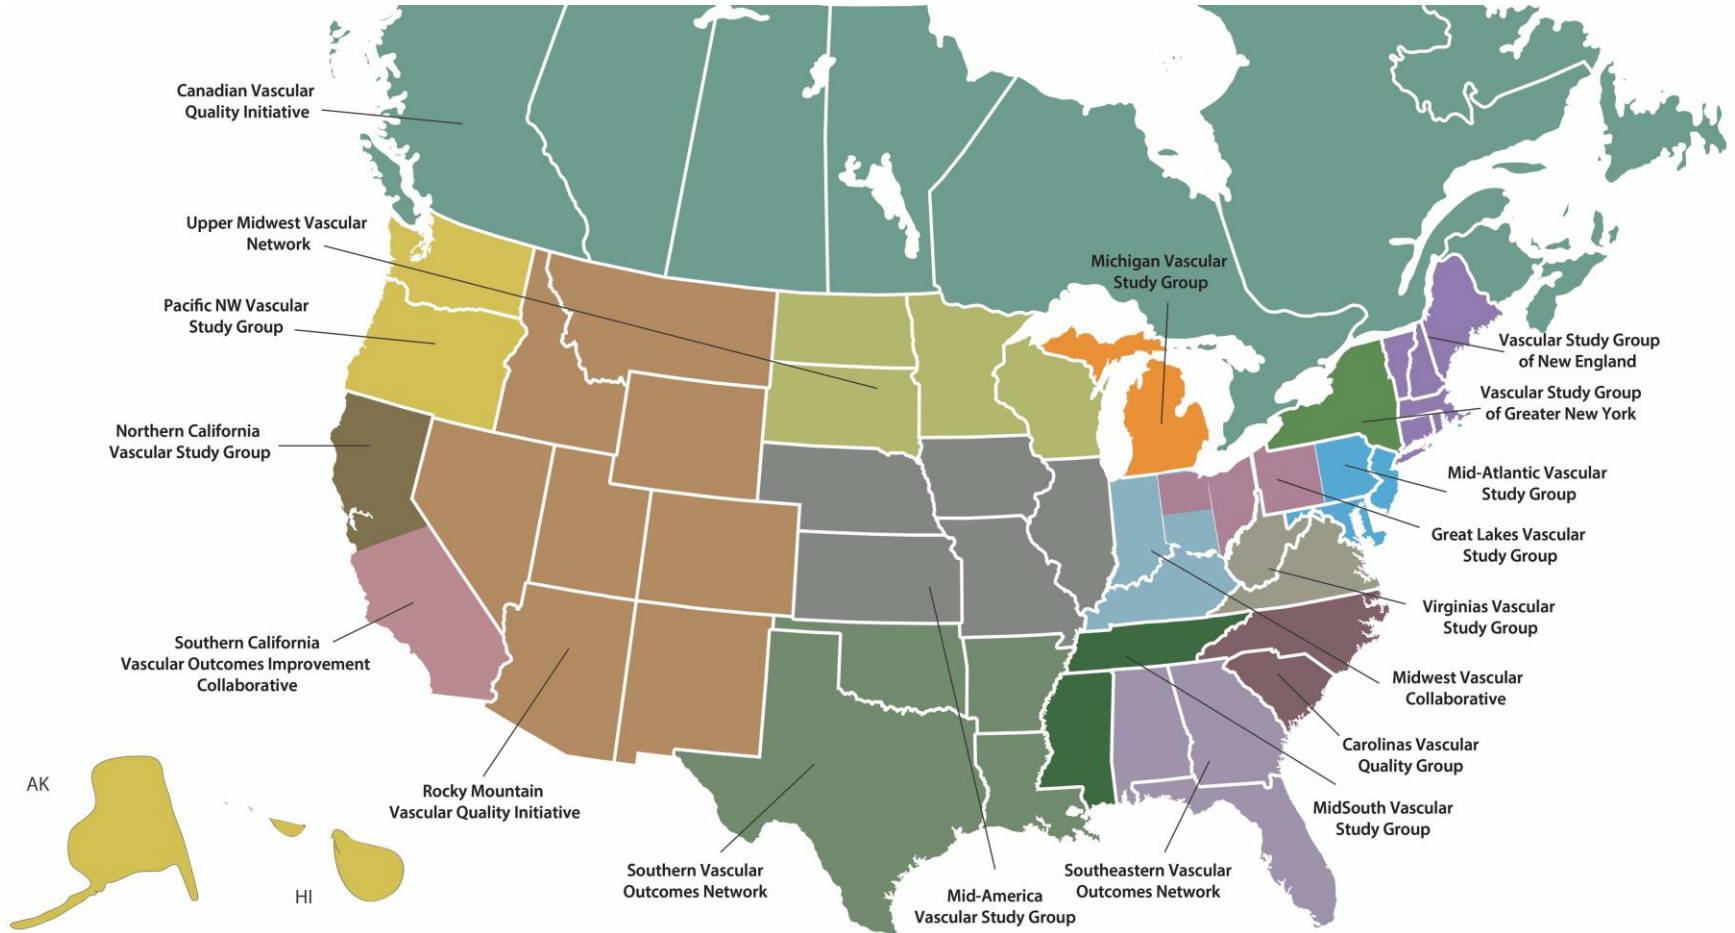 Canadian Vascular
Quality Initiative
Upper Midwest Vascular
Network
Pacific NW Vascular
Study Group
Northern California
Vascular Study Group
Southern California
Vascular Outcomes Improvement
Collaborative
AK
HI
Rocky Mountain
Vascular Quality Initiative
Southern Vascular
Outcomes Network
Mid-America
Vascular Study Group
Southeastern Vascular
Outcomes Network
Michigan Vascular
Study Group
Vascular Study Group
of New England
Vascular Study Group
of Greater New York
Mid-Atlantic Vascular
Study Group
Great Lakes Vascular
Study Group
Virginias Vascular
Study Group
Midwest Vascular
Collaborative
Carolinas Vascular
Quality Group
MidSouth Vascular
Study Group